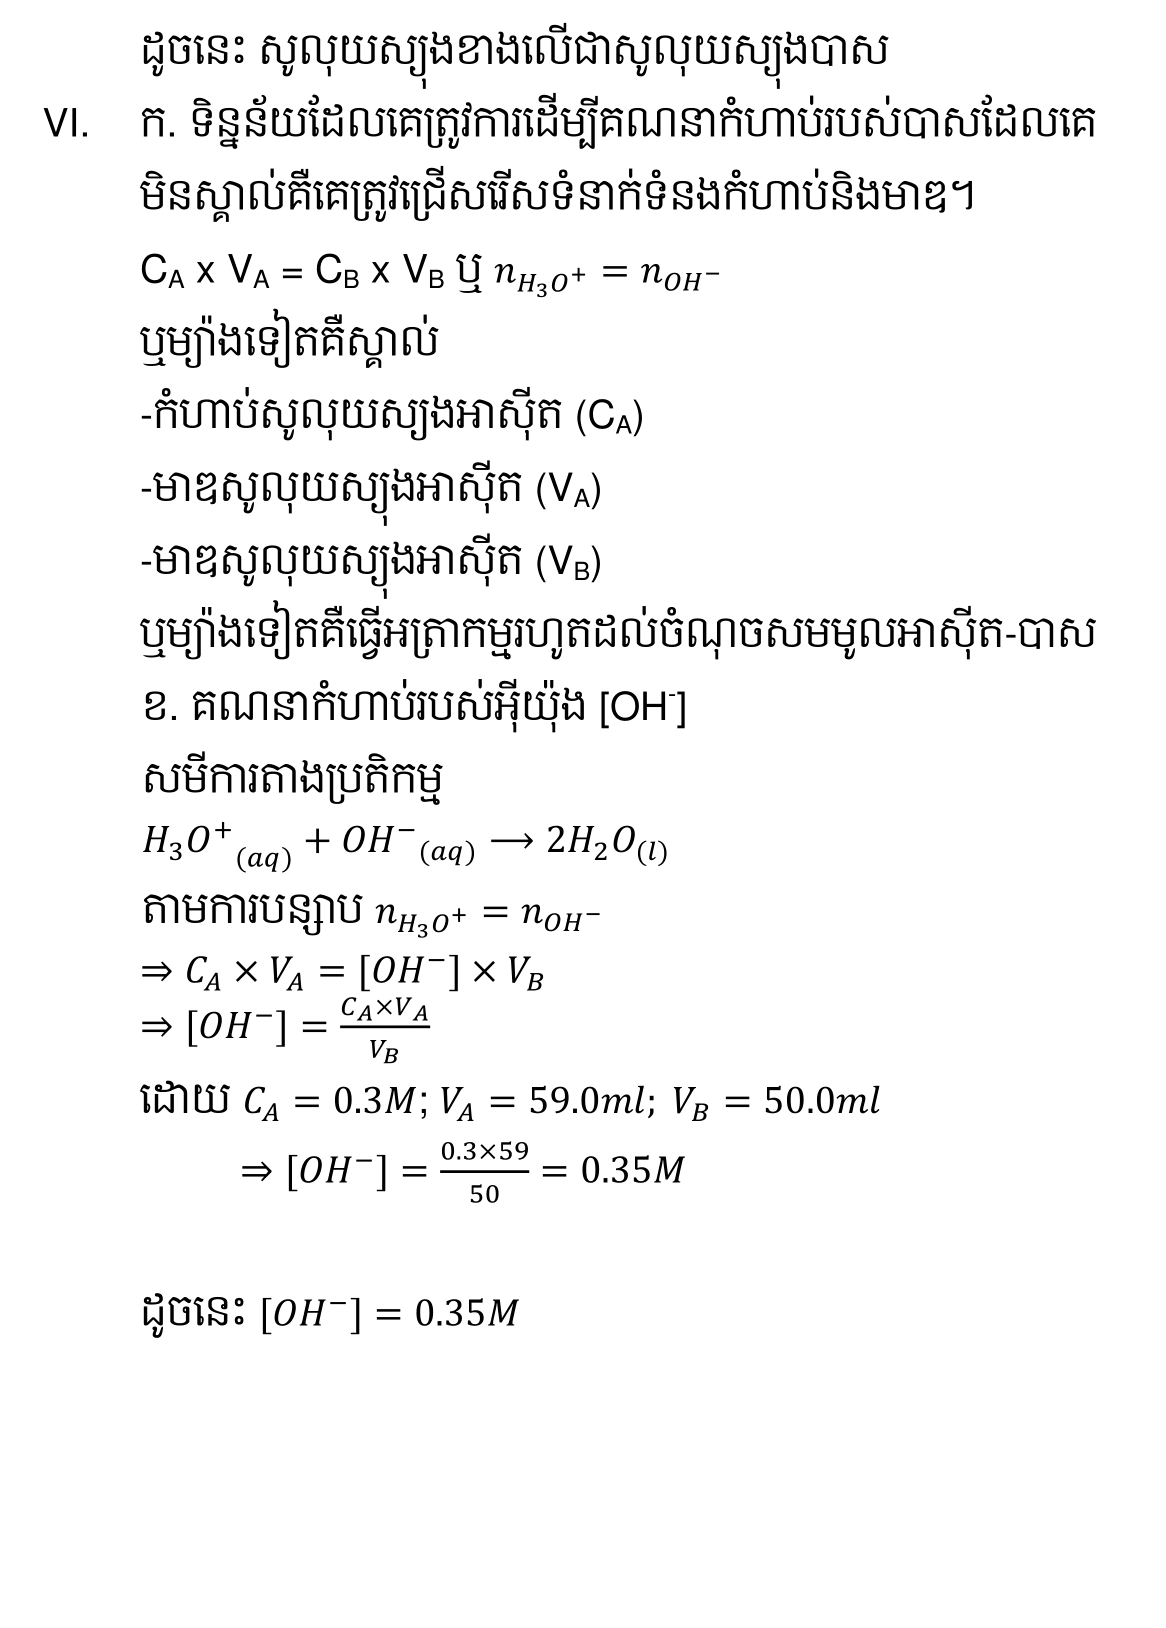 ដូចនេះ សូលុយស្យុងខាងលើជាសូលុយស្យុងបាស
VI. ក. ទិន្នន័យដែលគេត្រូវការដើម្បីគណនាកំហាប់របស់បាសដែលគេ
មិនស្គាល់គឺគេត្រូវជ្រើសរើសទំនាក់ទំនងកំហាប់និងមាឌ។
C_A x V_A = C_B x V_B ឬ n_{H_3O^+} = n_{OH^-}
ឬម្យ៉ាងទៀតគឺស្គាល់
-កំហាប់សូលុយស្យងអាស៊ីត (C_A)
-មាឌសូលុយស្យុងអាស៊ីត (V_A)
-មាឌសូលុយស្យុងអាស៊ីត (V_B)
ឬម្យ៉ាងទៀតគឺធ្វើអត្រាកម្មរហូតដល់ចំណុចសមមូលអាស៊ីត-បាស
ខ. គណនាកំហាប់របស់អ៊ីយ៉ុង [OH^-]
សមីការតាងប្រតិកម្ម
H_3O^+_{(aq)} + OH^-_{(aq)} ⟶ 2H_2O_{(l)}
តាមការបន្សាប n_{H_3O^+} = n_{OH^-}
⇒ C_A × V_A = [OH^-] × V_B
⇒ [OH^-] = \frac{C_A×V_A}{V_B}
ដោយ C_A = 0.3M; V_A = 59.0ml; V_B = 50.0ml
⇒ [OH^-] = \frac{0.3×59}{50} = 0.35M
ដូចនេះ [OH^-] = 0.35M